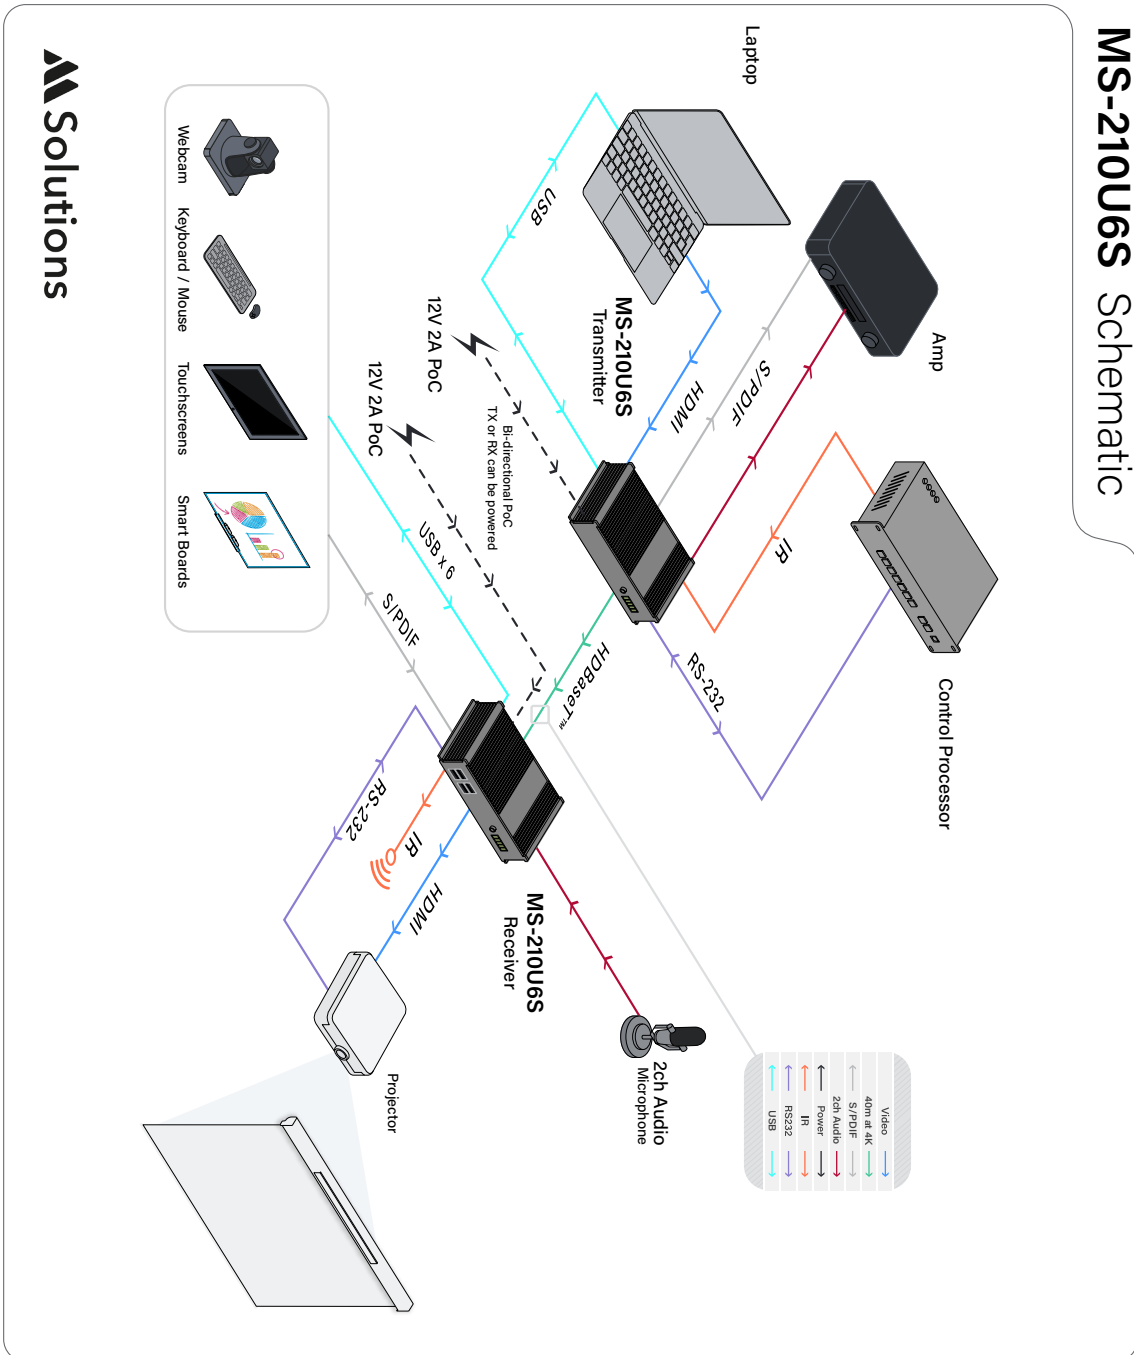 MS-210U6S Schematic
Laptop
Amp
Control Processor
USB
MS-210U6S
Transmitter
HDMI
S/PDIF
IR
RS-232
12V 2A PoC
12V 2A PoC
Bi-directional PoC
TX or RX can be powered
HDBaseT™
USB x 6
S/PDIF
RS-232
IR
HDMI
MS-210U6S
Receiver
2ch Audio
Microphone
Projector
Webcam
Keyboard / Mouse
Touchscreens
Smart Boards
Video
40m at 4K
S/PDIF
2ch Audio
Power
IR
RS232
USB
Solutions